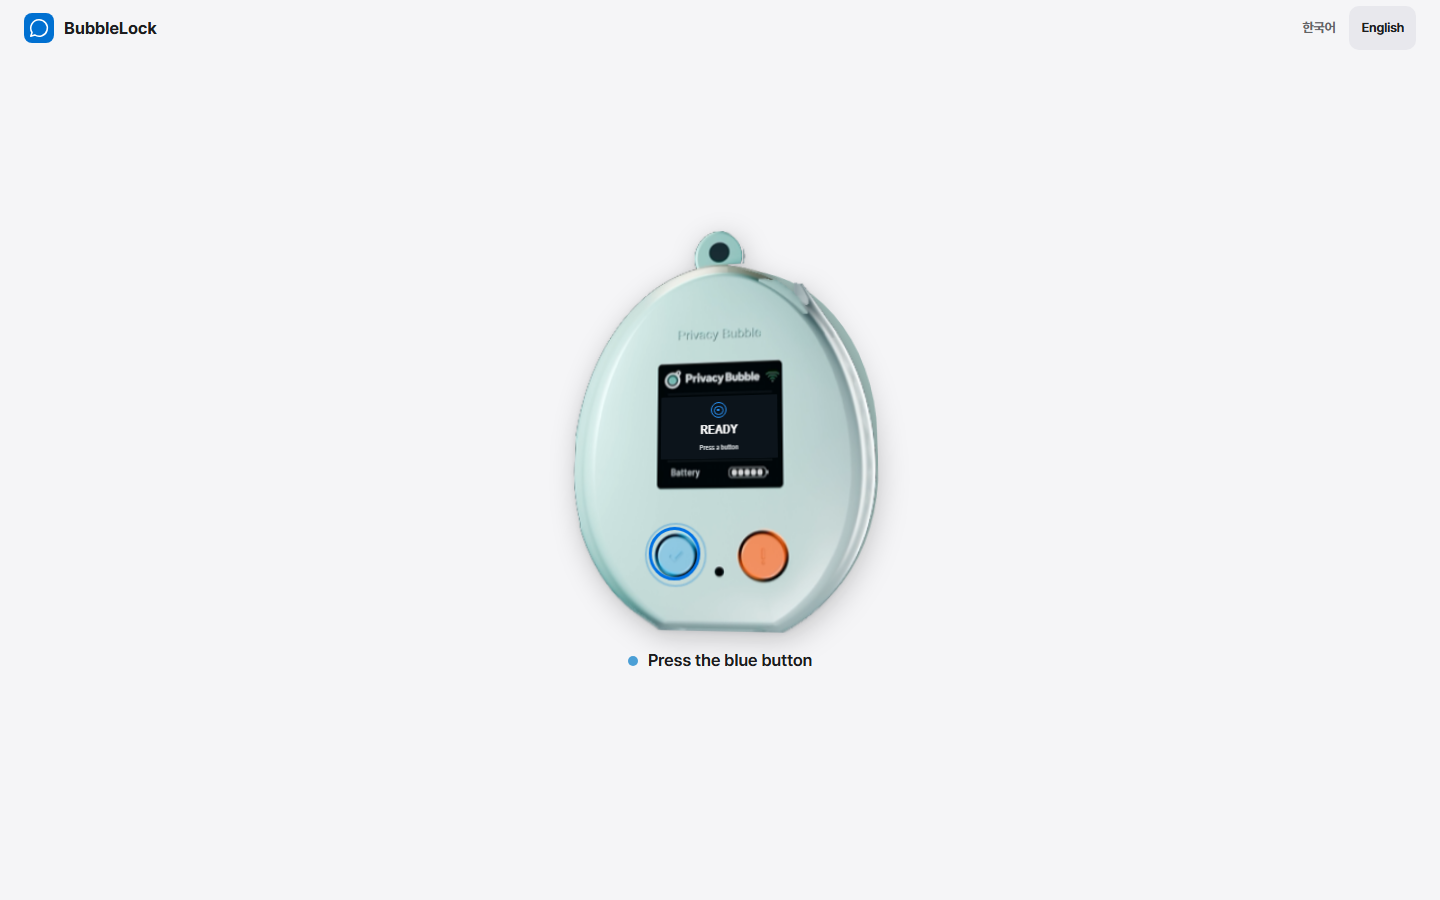 BubbleLock
한국어
English
Privacy Bubble
Privacy Bubble
READY
Press a button
Battery
Press the blue button